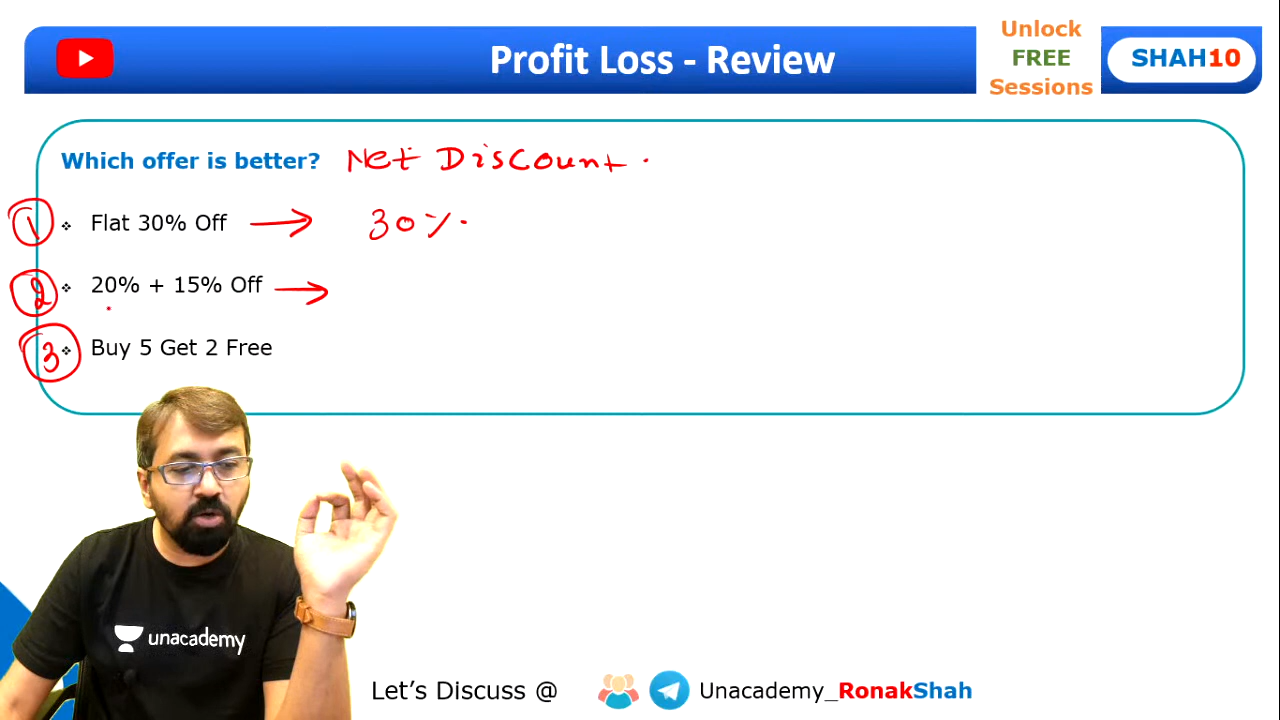 Profit Loss - Review
Unlock
FREE
Sessions
SHAH10
Which offer is better? Net Discount.
1 Flat 30% Off → 30%.
2 20% + 15% Off →
3 Buy 5 Get 2 Free
unacademy
Let's Discuss @ Unacademy_RonakShah